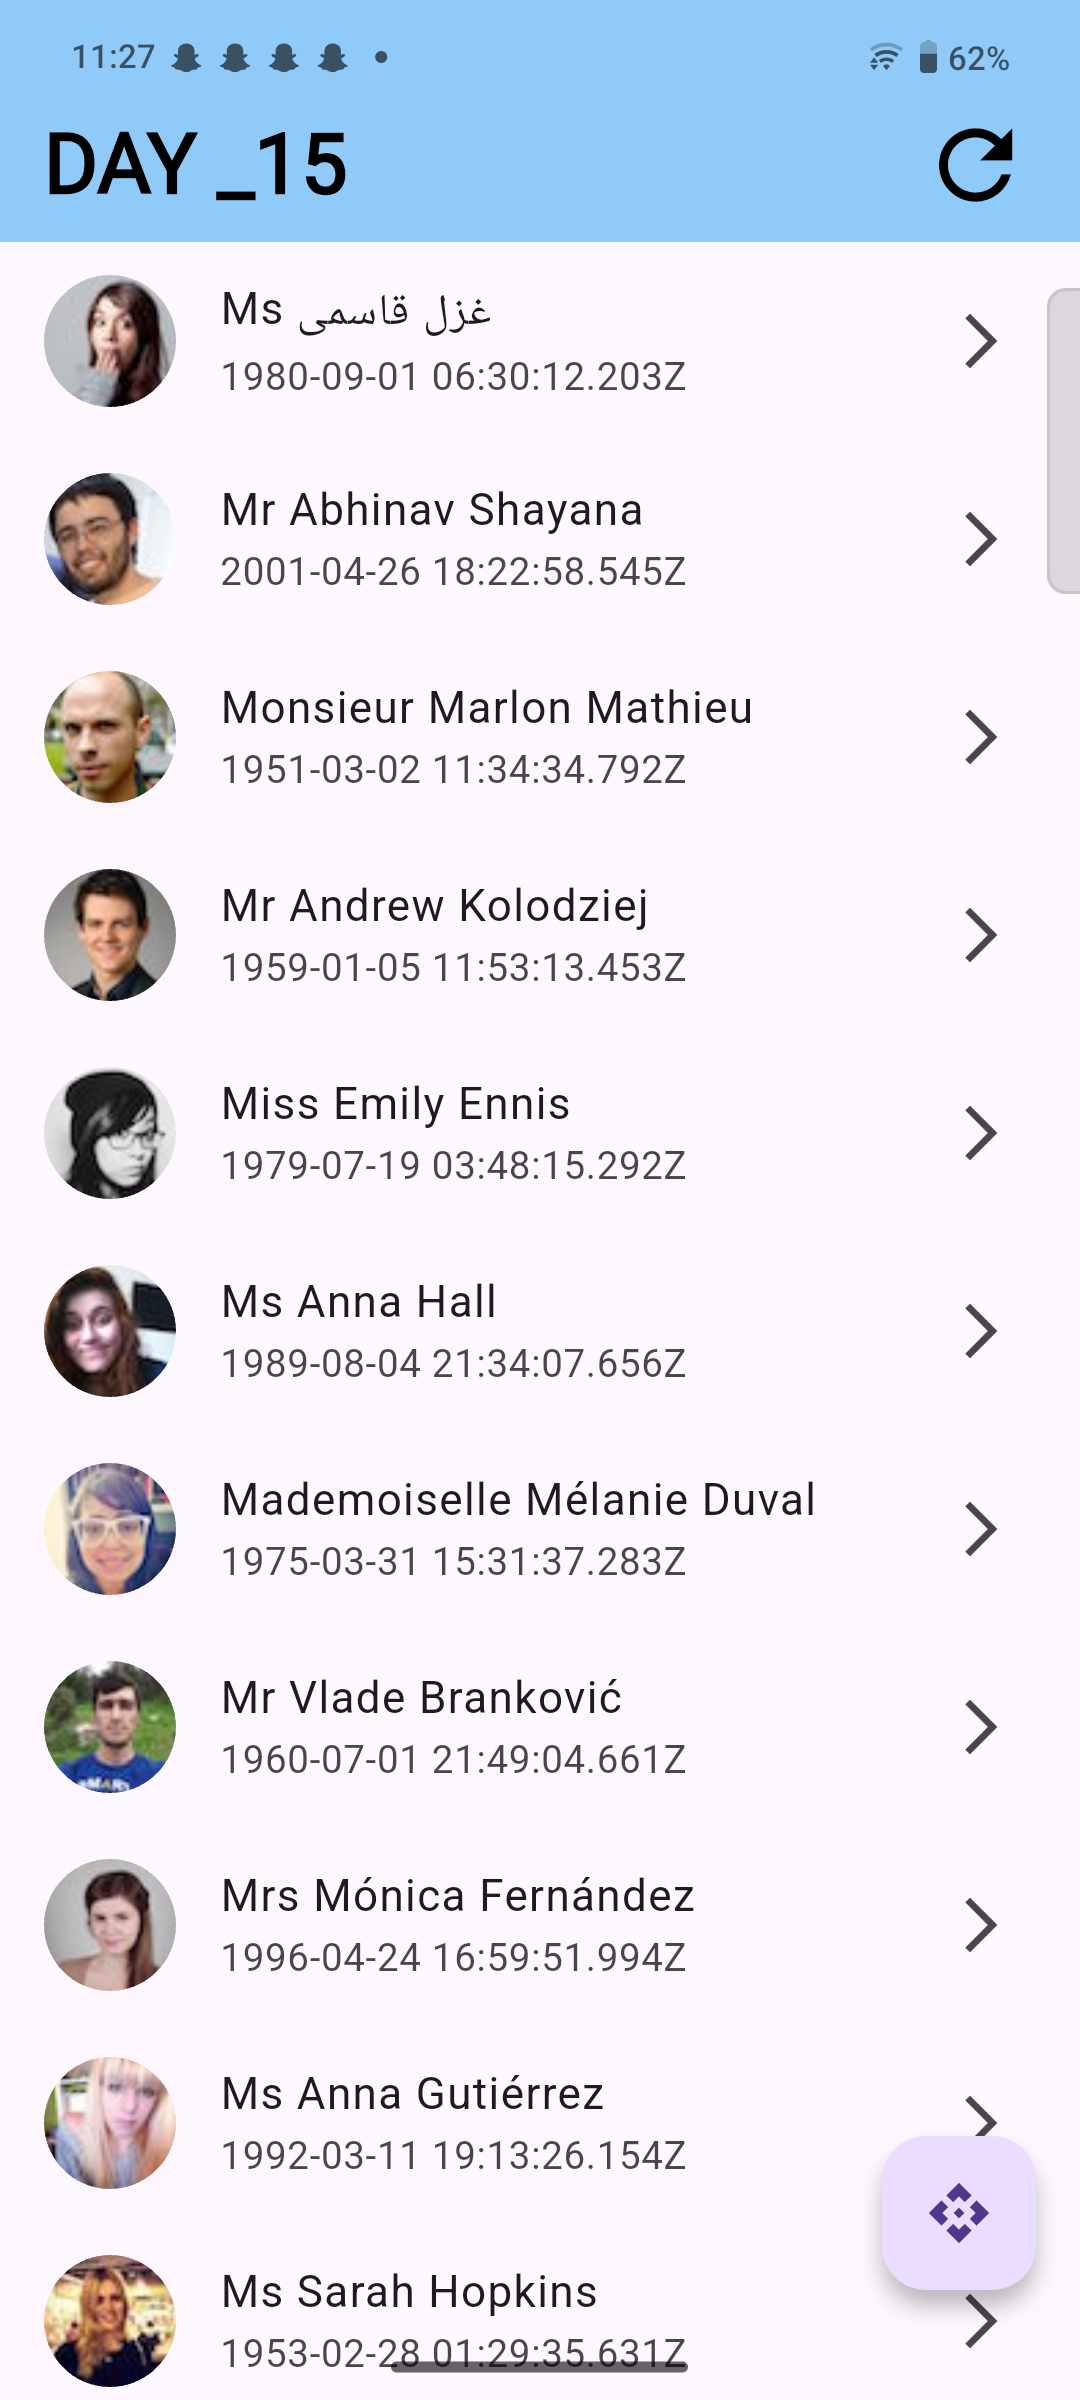 11:27
62%
DAY _15
Ms غزل قاسمی
1980-09-01 06:30:12.203Z
Mr Abhinav Shayana
2001-04-26 18:22:58.545Z
Monsieur Marlon Mathieu
1951-03-02 11:34:34.792Z
Mr Andrew Kolodziej
1959-01-05 11:53:13.453Z
Miss Emily Ennis
1979-07-19 03:48:15.292Z
Ms Anna Hall
1989-08-04 21:34:07.656Z
Mademoiselle Mélanie Duval
1975-03-31 15:31:37.283Z
Mr Vlade Branković
1960-07-01 21:49:04.661Z
Mrs Mónica Fernández
1996-04-24 16:59:51.994Z
Ms Anna Gutiérrez
1992-03-11 19:13:26.154Z
Ms Sarah Hopkins
1953-02-28 01:29:35.631Z